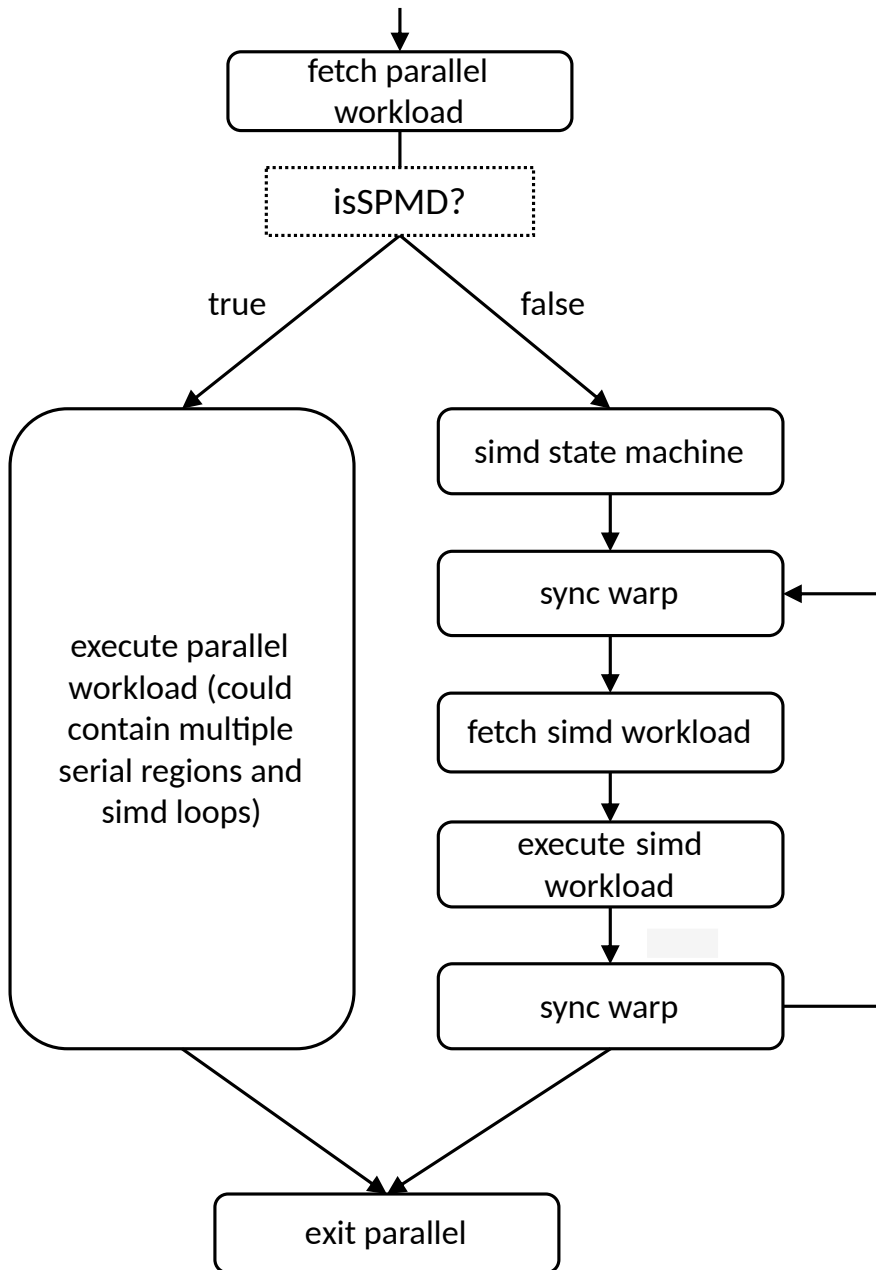 fetch parallel
workload
isSPMD?
true
false
execute parallel
workload (could
contain multiple
serial regions and
simd loops)
simd state machine
sync warp
fetch simd workload
execute simd
workload
sync warp
exit parallel